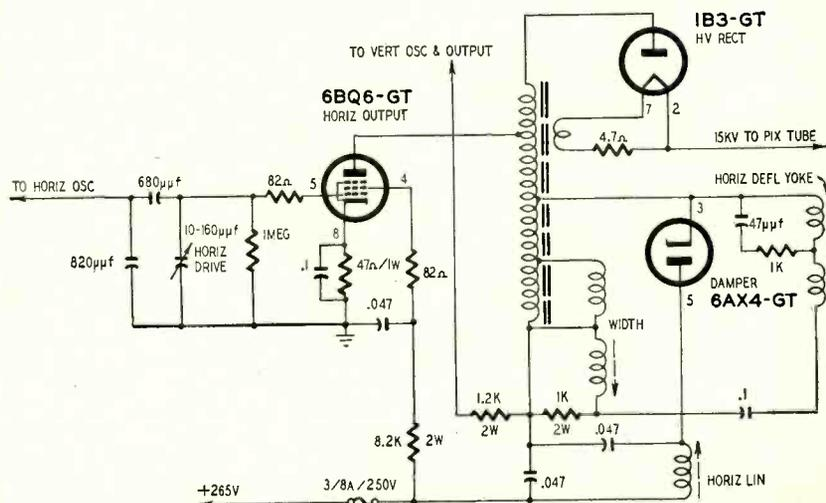 1B3-GT
HV RECT
TO VERT OSC & OUTPUT
6BQ6-GT
HORIZ OUTPUT
7
2
4.7Ω
15KV TO PIX TUBE
TO HORIZ OSC
680μμf
82Ω
5
4
HORIZ DEFL YOKE
3
47μμf
1K
8
10-160μμf
HORIZ
DRIVE
1MEG
820μμf
.1
47Ω/1W
82Ω
DAMPER
6AX4-GT
5
.047
WIDTH
1.2K
2W
1K
2W
.1
8.2K
2W
.047
.047
HORIZ LIN
+265V
3/8A/250V